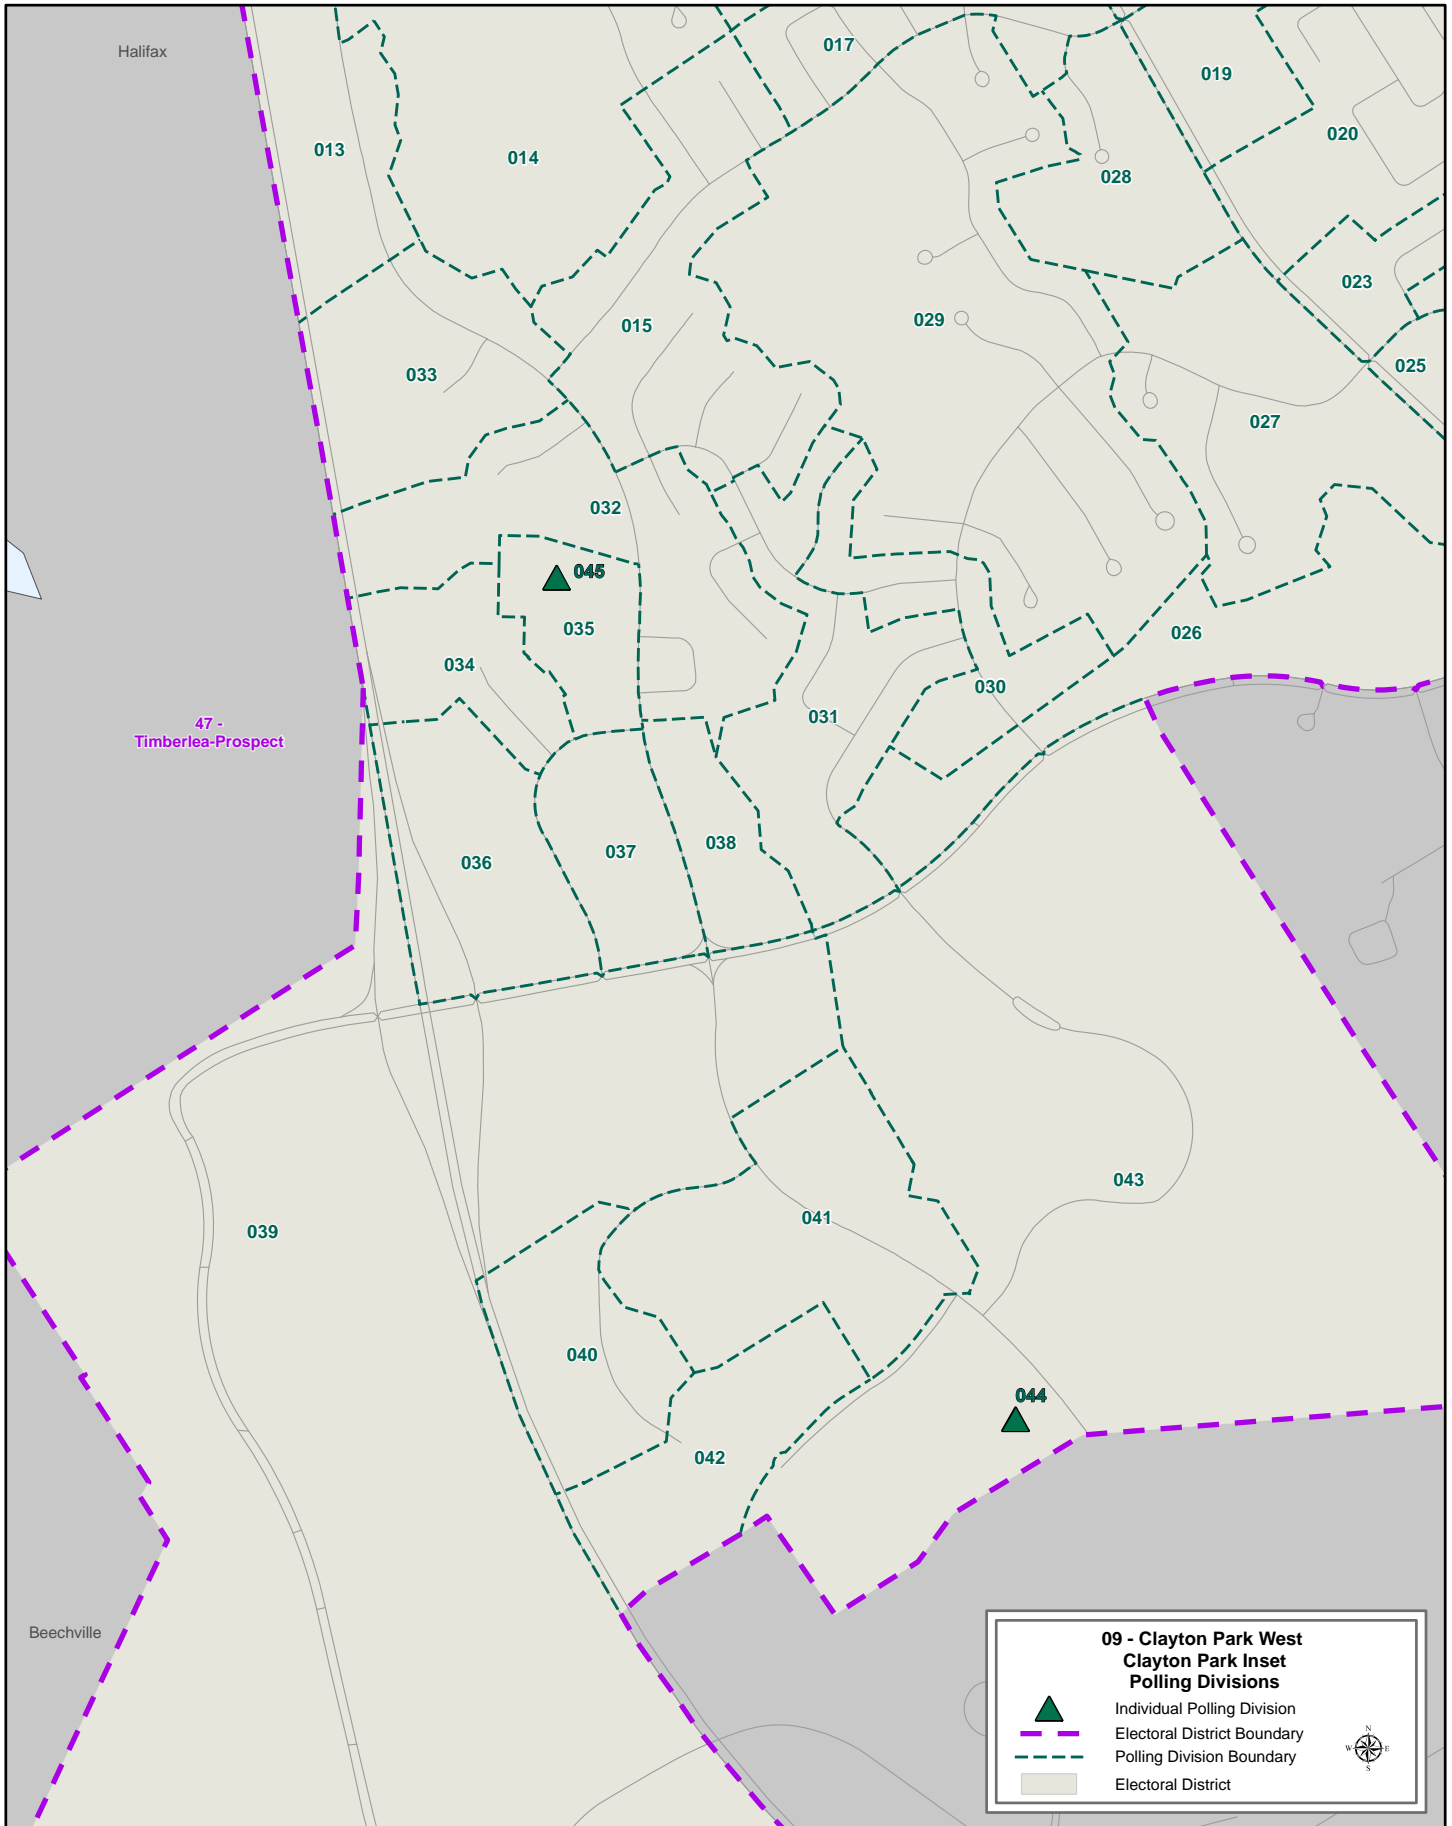 Halifax
017
019
020
013
014
028
023
015
029
025
033
027
032
045
035
026
034
030
031
47 -
Timberlea-Prospect
036
037
038
043
039
041
040
044
042
Beechville
09 - Clayton Park West
Clayton Park Inset
Polling Divisions
Individual Polling Division
Electoral District Boundary
Polling Division Boundary
Electoral District
N
W
E
S